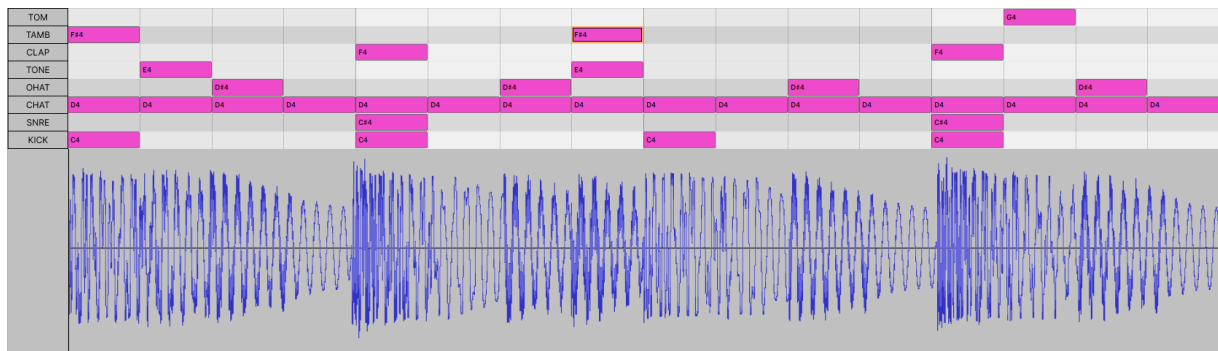 TOM G4
TAMB F#4 F#4
CLAP F4 F4
TONE E4 E4
OHAT D#4 D#4 D#4 D#4
CHAT D4 D4 D4 D4 D4 D4 D4 D4 D4 D4 D4 D4 D4 D4 D4 D4
SNRE C#4 C#4
KICK C4 C4 C4 C4